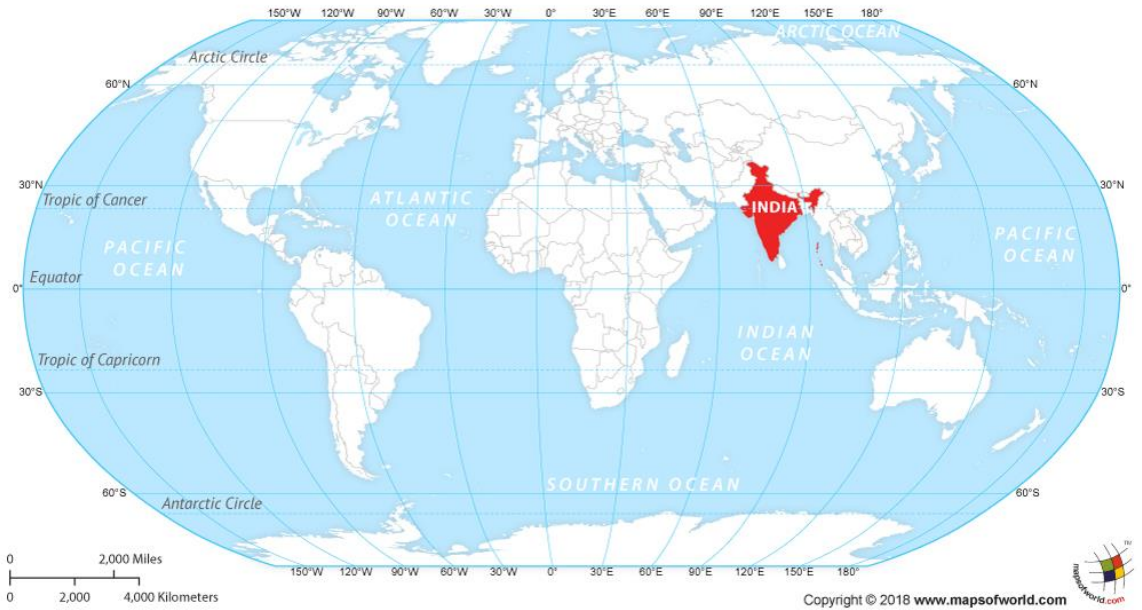 150°W 120°W 90°W 60°W 30°W 0° 30°E 60°E 90°E 120°E 150°E 180°
ARCTIC OCEAN
Arctic Circle
60°N 60°N
30°N 30°N
Tropic of Cancer
ATLANTIC
OCEAN
INDIA
PACIFIC
OCEAN
PACIFIC
OCEAN
Equator
0° 0°
INDIAN
OCEAN
Tropic of Capricorn
30°S 30°S
SOUTHERN OCEAN
60°S 60°S
Antarctic Circle
0 2,000 Miles
0 2,000 4,000 Kilometers
150°W 120°W 90°W 60°W 30°W 0° 30°E 60°E 90°E 120°E 150°E 180°
TM
mapsofworld.com
Copyright © 2018 www.mapsofworld.com